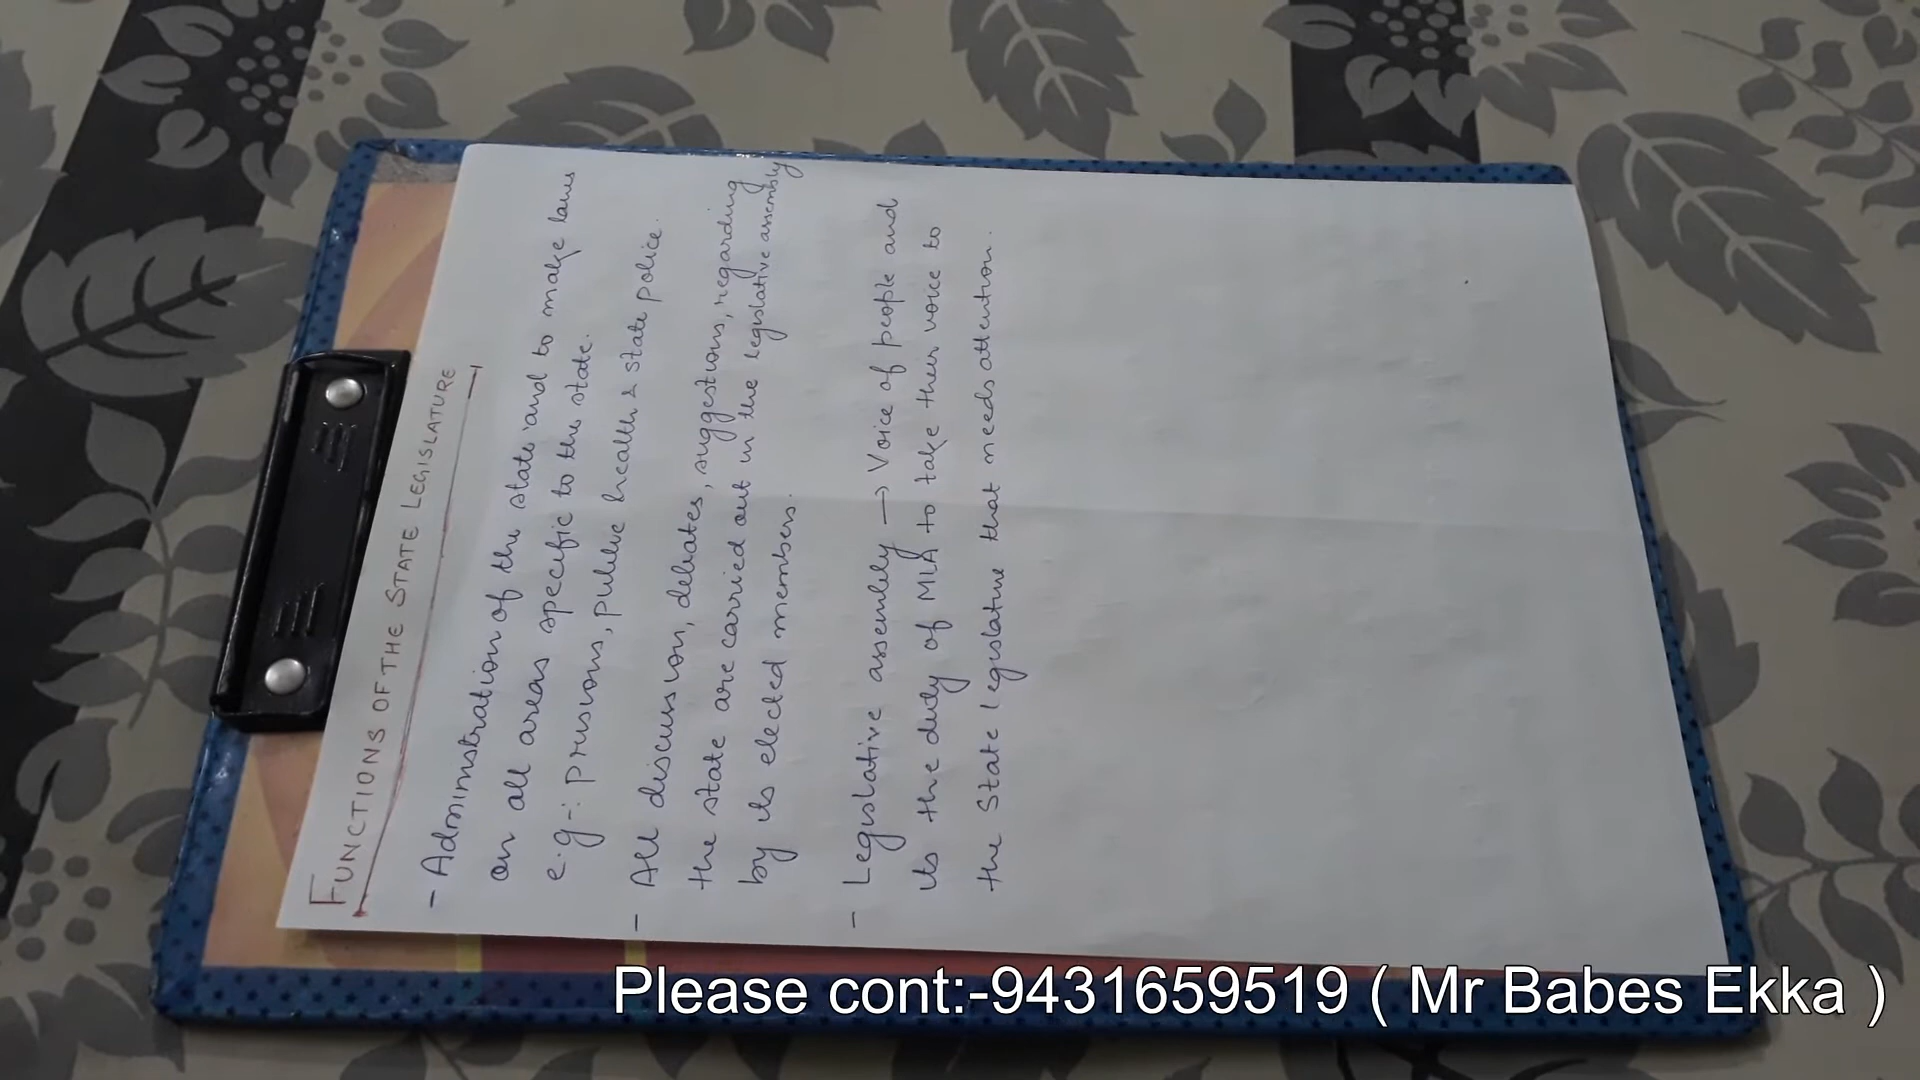 FUNCTIONS OF THE STATE LEGISLATURE
- Administration of the state and to make laws
on all areas specific to the state.
e.g-: prisions, public health & state police.
- All discussion, debates, suggestions, regarding
the state are carried out in the legislative assembly
by its elected members.
- Legislative assembly → Voice of people and
its the duty of MLA to take their voice to
the State legislature that needs attention.
Please cont:-9431659519 ( Mr Babes Ekka )